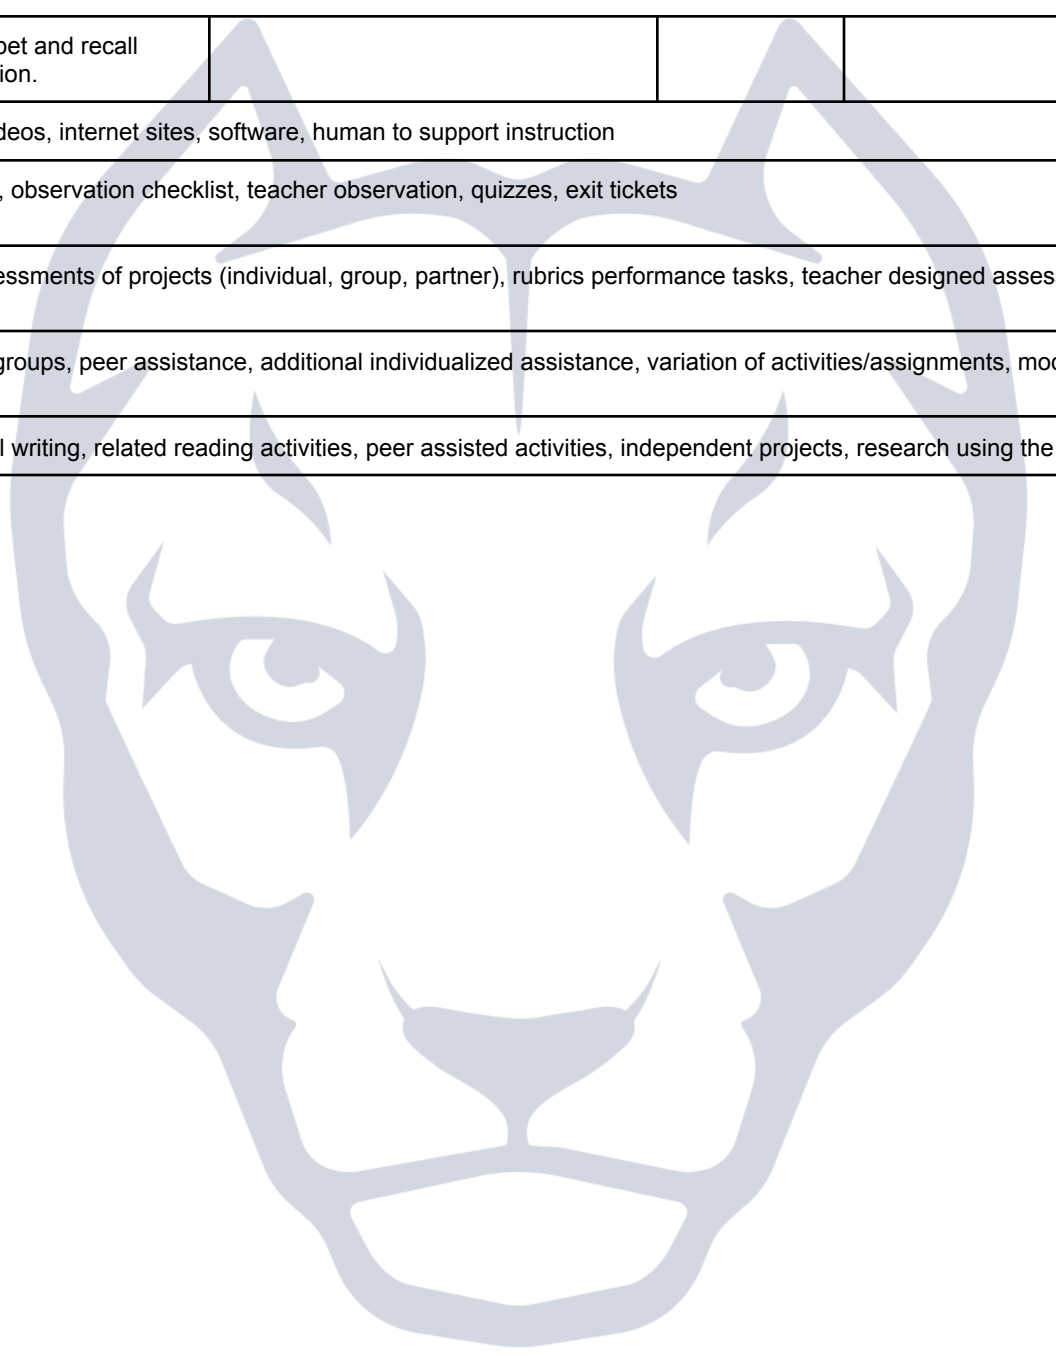 pet and recall
ion.
deos, internet sites, software, human to support instruction
, observation checklist, teacher observation, quizzes, exit tickets
essments of projects (individual, group, partner), rubrics performance tasks, teacher designed asses
groups, peer assistance, additional individualized assistance, variation of activities/assignments, mod
l writing, related reading activities, peer assisted activities, independent projects, research using the